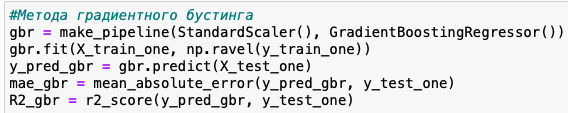 #Метода градиентного бустинга
gbr = make_pipeline(StandardScaler(), GradientBoostingRegressor())
gbr.fit(X_train_one, np.ravel(y_train_one))
y_pred_gbr = gbr.predict(X_test_one)
mae_gbr = mean_absolute_error(y_pred_gbr, y_test_one)
R2_gbr = r2_score(y_pred_gbr, y_test_one)